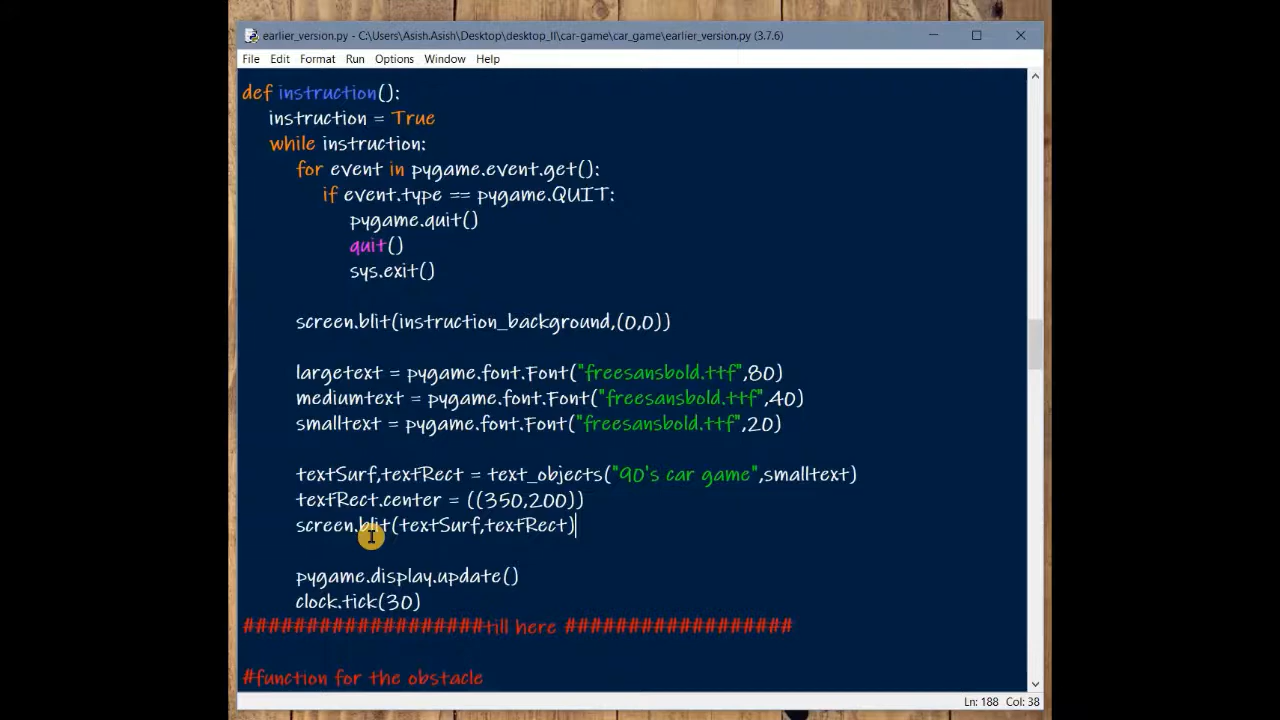 earlier_version.py - C:\Users\Asish.Asish\Desktop\desktop_II\car-game\car_game\earlier_version.py (3.7.6)
File Edit Format Run Options Window Help
def instruction():
instruction = True
while instruction:
for event in pygame.event.get():
if event.type == pygame.QUIT:
pygame.quit()
quit()
sys.exit()
screen.blit(instruction_background,(0,0))
largetext = pygame.font.Font("freesansbold.ttf",80)
mediumtext = pygame.font.Font("freesansbold.ttf",40)
smalltext = pygame.font.Font("freesansbold.ttf",20)
textSurf,textRect = text_objects("90's car game",smalltext)
textRect.center = ((350,200))
screen.blit(textSurf,textRect)
pygame.display.update()
clock.tick(30)
##################till here #################
#function for the obstacle
Ln: 188 Col: 38